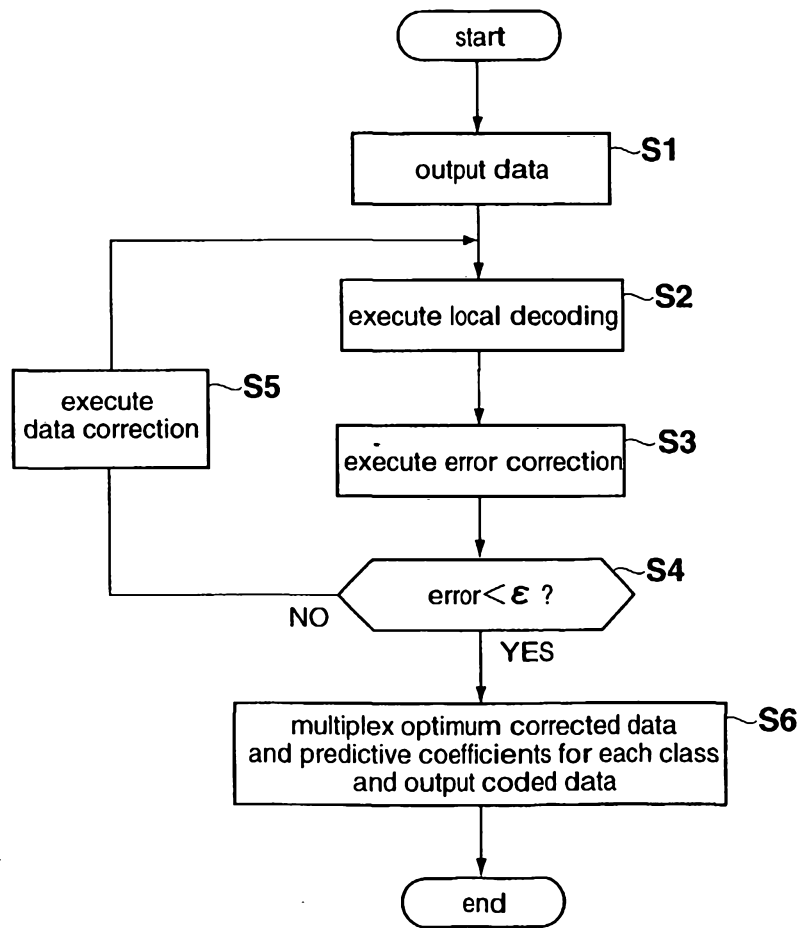 start
output data
S1
execute local decoding
S2
execute
data correction
S5
execute error correction
S3
error<ε ?
S4
NO
YES
multiplex optimum corrected data
and predictive coefficients for each class
and output coded data
S6
end